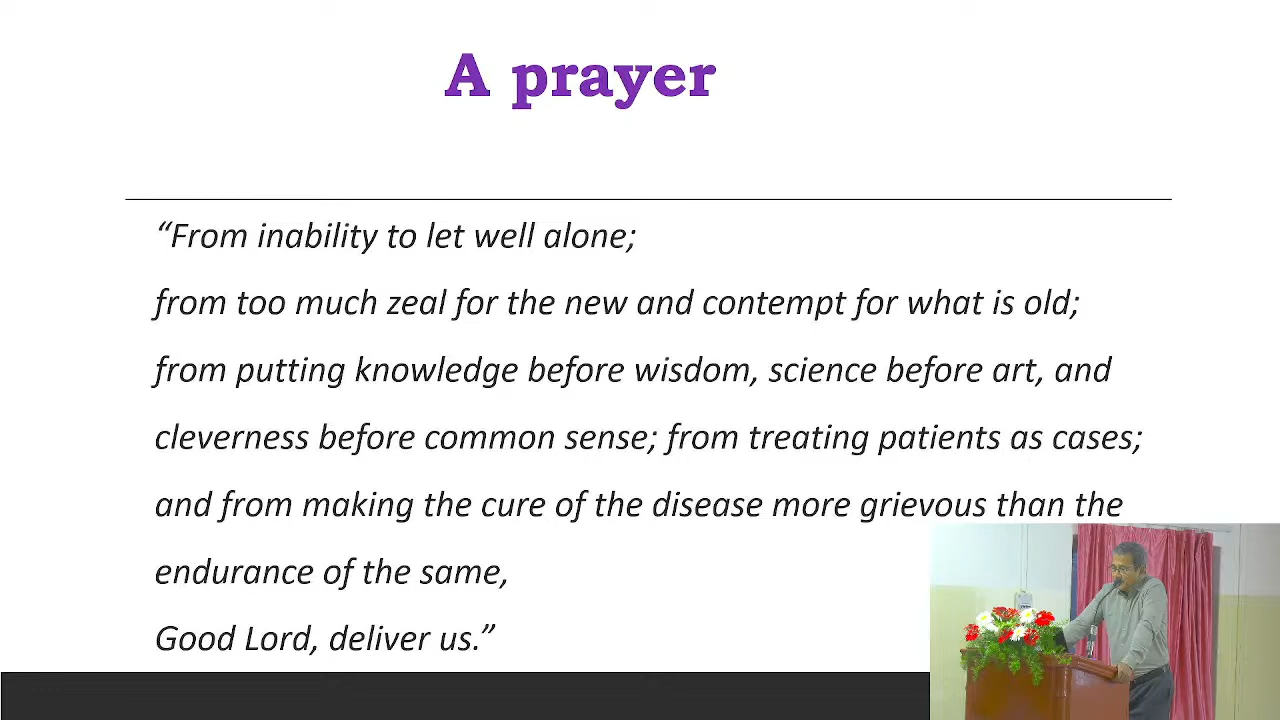 A prayer
“From inability to let well alone;
from too much zeal for the new and contempt for what is old;
from putting knowledge before wisdom, science before art, and
cleverness before common sense; from treating patients as cases;
and from making the cure of the disease more grievous than the
endurance of the same,
Good Lord, deliver us.”